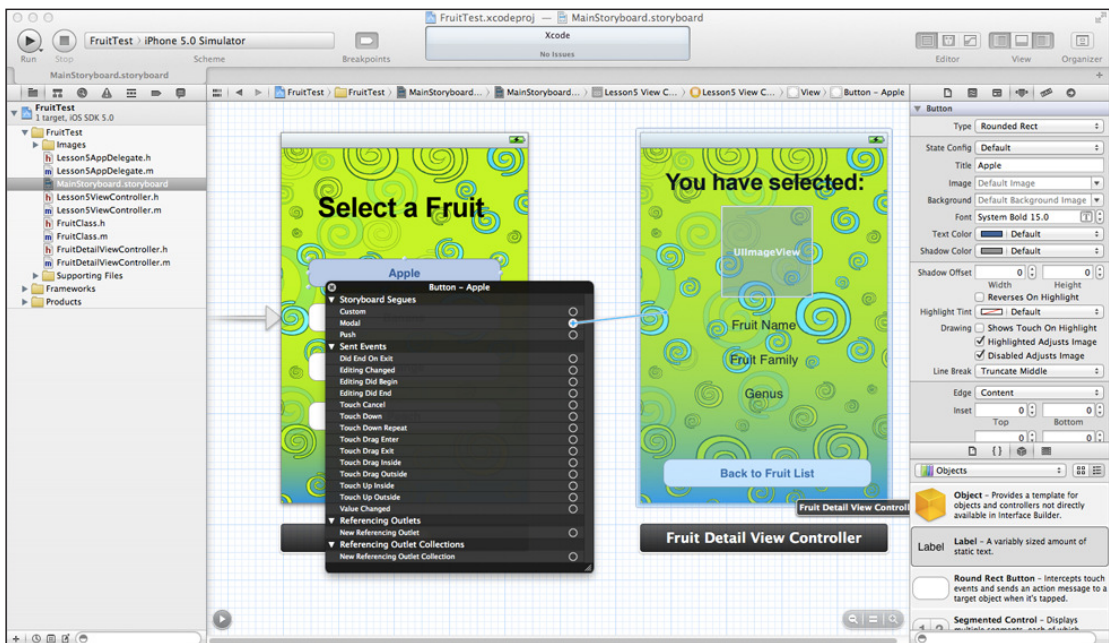 FruitTest.xcodeproj — MainStoryboard.storyboard
Run
Stop
FruitTest › iPhone 5.0 Simulator
Scheme
Breakpoints
Xcode
No Issues
Editor
View
Organizer
MainStoryboard.storyboard
FruitTest › FruitTest › MainStoryboard... › MainStoryboard... › Lesson5 View C... › Lesson5 View C... › View › Button – Apple
FruitTest
1 target, iOS SDK 5.0
FruitTest
Images
Lesson5AppDelegate.h
Lesson5AppDelegate.m
MainStoryboard.storyboard
Lesson5ViewController.h
Lesson5ViewController.m
FruitClass.h
FruitClass.m
FruitDetailViewController.h
FruitDetailViewController.m
Supporting Files
Frameworks
Products
Select a Fruit
Apple
Button – Apple
Storyboard Segues
Custom
Modal
Push
Sent Events
Did End On Exit
Editing Changed
Editing Did Begin
Editing Did End
Touch Cancel
Touch Down
Touch Down Repeat
Touch Drag Enter
Touch Drag Exit
Touch Drag Inside
Touch Drag Outside
Touch Up Inside
Touch Up Outside
Value Changed
Referencing Outlets
New Referencing Outlet
Referencing Outlet Collections
New Referencing Outlet Collection
You have selected:
UIImageView
Fruit Name
Fruit Family
Genus
Back to Fruit List
Fruit Detail View Controll
Fruit Detail View Controller
Button
Type Rounded Rect
State Config Default
Title Apple
Image Default Image
Background Default Background Image
Font System Bold 15.0
Text Color Default
Shadow Color Default
Shadow Offset 0 0
Width Height
Reverses On Highlight
Highlight Tint Default
Drawing Shows Touch On Highlight
Highlighted Adjusts Image
Disabled Adjusts Image
Line Break Truncate Middle
Edge Content
Inset 0 0
Top Bottom
0 0
Objects
Object – Provides a template for
objects and controllers not directly
available in Interface Builder.
Label
Label – A variably sized amount of
static text.
Round Rect Button – Intercepts touch
events and sends an action message to a
target object when it's tapped.
1 2
Segmented Control – Displays
multiple segments, each of which